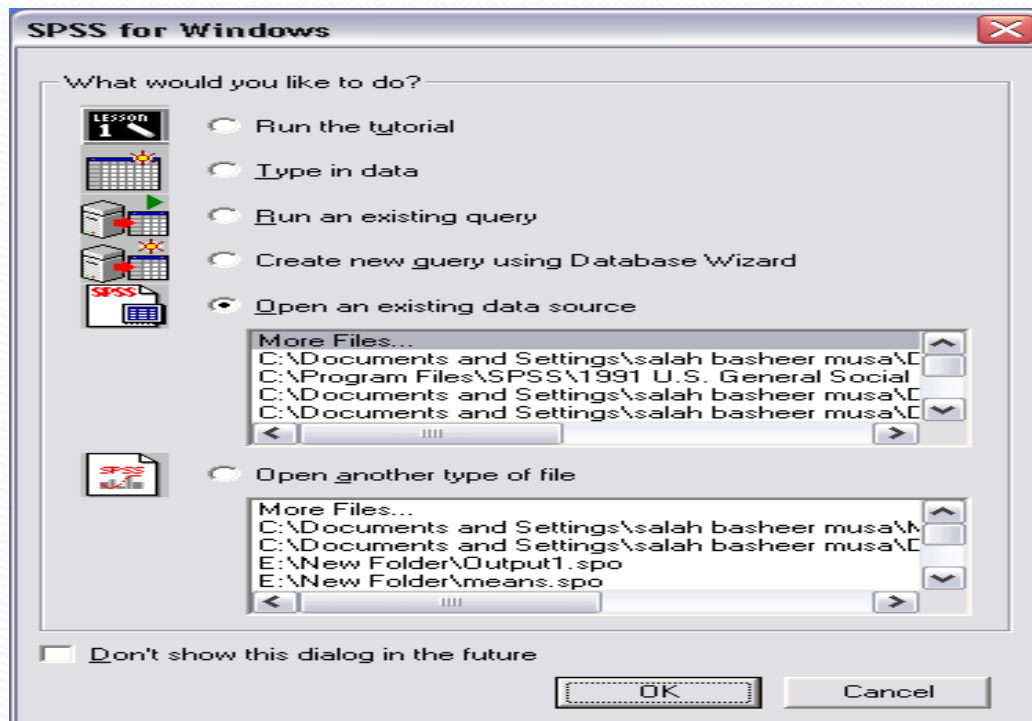 SPSS for Windows
What would you like to do?
LESSON
1
Run the tutorial
Type in data
Run an existing query
Create new query using Database Wizard
SPSS
Open an existing data source
More Files...
C:\Documents and Settings\salah basheer musa\D
C:\Program Files\SPSS\1991 U.S. General Social
C:\Documents and Settings\salah basheer musa\D
C:\Documents and Settings\salah basheer musa\D
SPSS
Open another type of file
More Files...
C:\Documents and Settings\salah basheer musa\N
C:\Documents and Settings\salah basheer musa\D
E:\New Folder\Output1.spo
E:\New Folder\means.spo
Don't show this dialog in the future
OK
Cancel